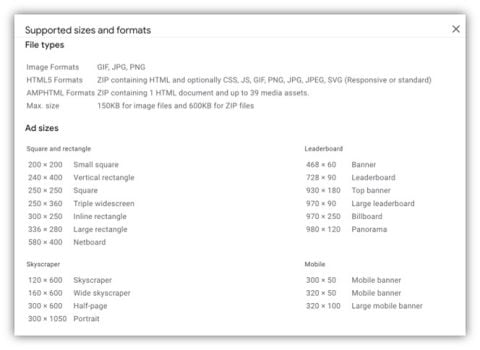 Supported sizes and formats
File types
Image Formats GIF, JPG, PNG
HTML5 Formats ZIP containing HTML and optionally CSS, JS, GIF, PNG, JPG, JPEG, SVG (Responsive or standard)
AMPHTML Formats ZIP containing 1 HTML document and up to 39 media assets.
Max. size 150KB for image files and 600KB for ZIP files
Ad sizes
Square and rectangle
200 × 200 Small square
240 × 400 Vertical rectangle
250 × 250 Square
250 × 360 Triple widescreen
300 × 250 Inline rectangle
336 × 280 Large rectangle
580 × 400 Netboard
Leaderboard
468 × 60 Banner
728 × 90 Leaderboard
930 × 180 Top banner
970 × 90 Large leaderboard
970 × 250 Billboard
980 × 120 Panorama
Skyscraper
120 × 600 Skyscraper
160 × 600 Wide skyscraper
300 × 600 Half-page
300 × 1050 Portrait
Mobile
300 × 50 Mobile banner
320 × 50 Mobile banner
320 × 100 Large mobile banner